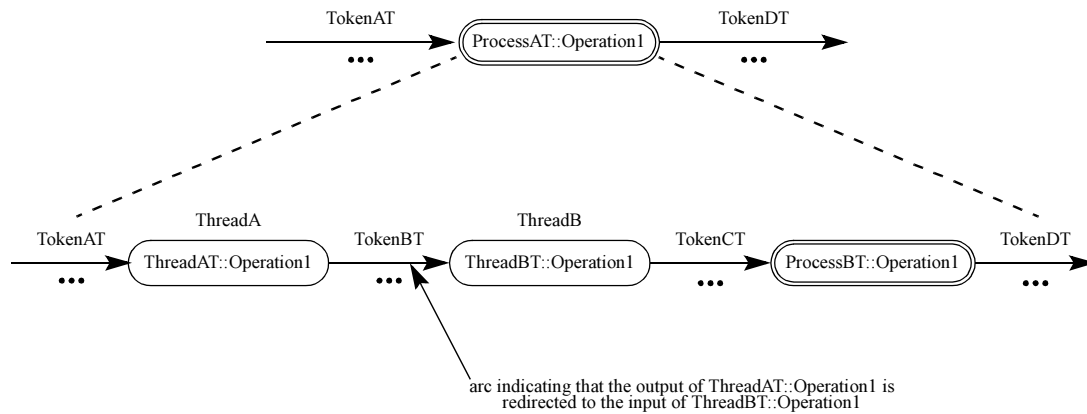 TokenAT
TokenDT
ProcessAT::Operation1
•••
•••
ThreadA
ThreadB
TokenAT
TokenBT
TokenCT
TokenDT
ThreadAT::Operation1
ThreadBT::Operation1
ProcessBT::Operation1
•••
•••
•••
•••
arc indicating that the output of ThreadAT::Operation1 is
redirected to the input of ThreadBT::Operation1